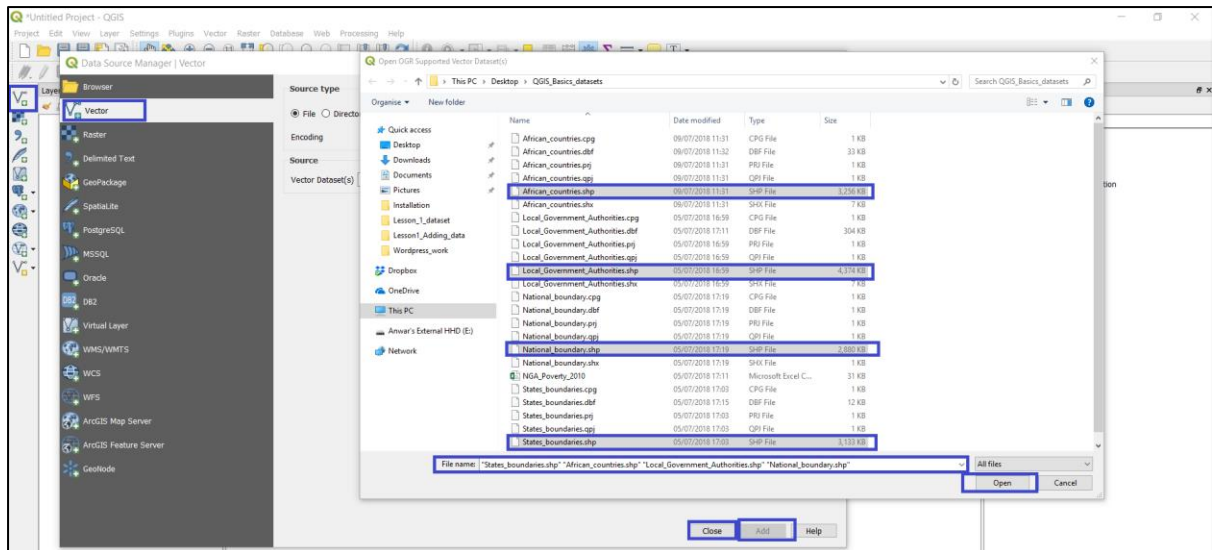 *Untitled Project - QGIS
Project Edit View Layer Settings Plugins Vector Raster Database Web Processing Help
Data Source Manager | Vector
Browser
Vector
Raster
Delimited Text
GeoPackage
SpatiaLite
PostgreSQL
MSSQL
Oracle
DB2 DB2
Virtual Layer
WMS/WMTS
WCS
WFS
ArcGIS Map Server
ArcGIS Feature Server
GeoNode
Source type
File Directo
Encoding
Source
Vector Dataset(s)
Open OGR Supported Vector Dataset(s)
This PC > Desktop > QGIS_Basics_datasets
Search QGIS_Basics_datasets
Organise New folder
Quick access
Desktop
Downloads
Documents
Pictures
Installation
Lesson_1_dataset
Lesson1_Adding_data
Wordpress_work
Dropbox
OneDrive
This PC
Anwar's External HHD (E:)
Network
Name Date modified Type Size
African_countries.cpg 09/07/2018 11:31 CPG File 1 KB
African_countries.dbf 09/07/2018 11:32 DBF File 33 KB
African_countries.prj 09/07/2018 11:31 PRJ File 1 KB
African_countries.qpj 09/07/2018 11:31 QPJ File 1 KB
African_countries.shp 09/07/2018 11:31 SHP File 3,256 KB
African_countries.shx 09/07/2018 11:31 SHX File 7 KB
Local_Government_Authorities.cpg 05/07/2018 16:59 CPG File 1 KB
Local_Government_Authorities.dbf 05/07/2018 17:11 DBF File 304 KB
Local_Government_Authorities.prj 05/07/2018 16:59 PRJ File 1 KB
Local_Government_Authorities.qpj 05/07/2018 16:59 QPJ File 1 KB
Local_Government_Authorities.shp 05/07/2018 16:59 SHP File 4,374 KB
Local_Government_Authorities.shx 05/07/2018 16:59 SHX File 7 KB
National_boundary.cpg 05/07/2018 17:19 CPG File 1 KB
National_boundary.dbf 05/07/2018 17:19 DBF File 1 KB
National_boundary.prj 05/07/2018 17:19 PRJ File 1 KB
National_boundary.qpj 05/07/2018 17:19 QPJ File 1 KB
National_boundary.shp 05/07/2018 17:19 SHP File 2,880 KB
National_boundary.shx 05/07/2018 17:19 SHX File 1 KB
NGA_Poverty_2010 05/07/2018 17:11 Microsoft Excel C... 31 KB
States_boundaries.cpg 05/07/2018 17:03 CPG File 1 KB
States_boundaries.dbf 05/07/2018 17:15 DBF File 12 KB
States_boundaries.prj 05/07/2018 17:03 PRJ File 1 KB
States_boundaries.qpj 05/07/2018 17:03 QPJ File 1 KB
States_boundaries.shp 05/07/2018 17:03 SHP File 3,133 KB
File name: "States_boundaries.shp" "African_countries.shp" "Local_Government_Authorities.shp" "National_boundary.shp"
All files
Open Cancel
Close Add Help
Laye
tion